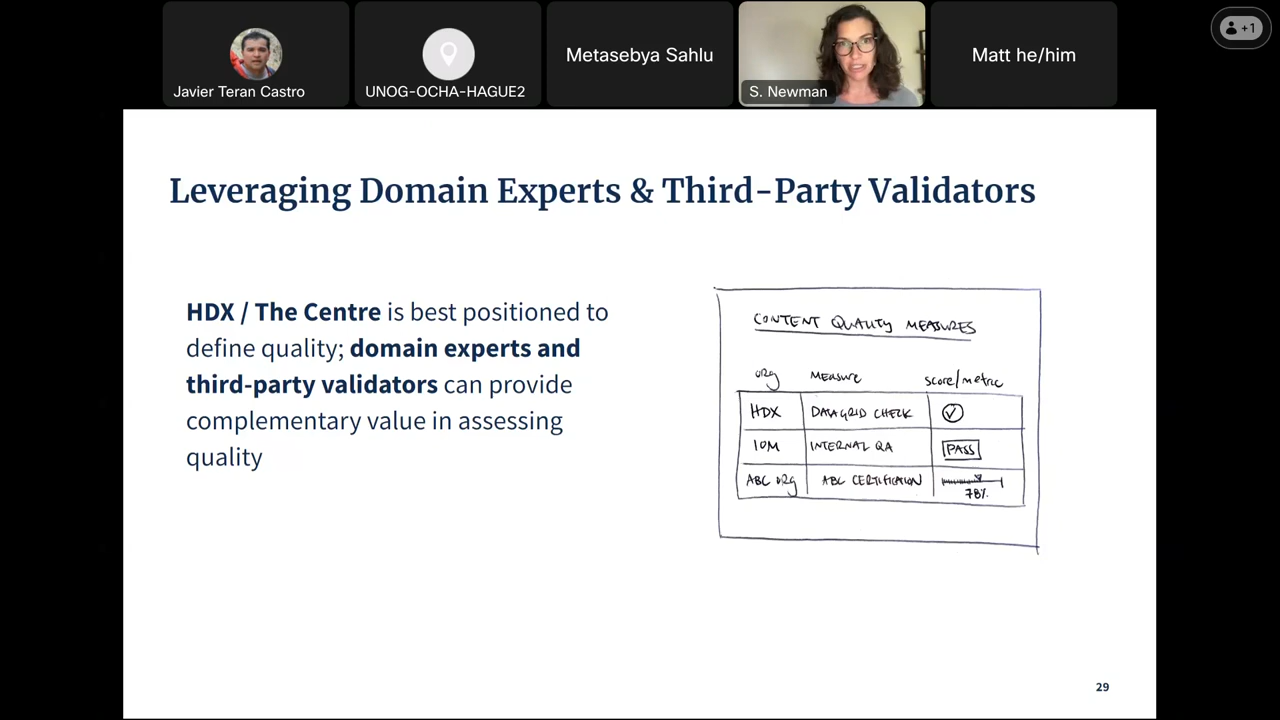 Javier Teran Castro
UNOG-OCHA-HAGUE2
Metasebya Sahlu
S. Newman
Matt he/him
+1
Leveraging Domain Experts & Third-Party Validators
HDX / The Centre is best positioned to
define quality; domain experts and
third-party validators can provide
complementary value in assessing
quality
CONTENT QUALITY MEASURES
ORG MEASURE SCORE/METRIC
HDX DATA GRID CHECK
IOM INTERNAL QA PASS
ABC ORG ABC CERTIFICATION 78%
29